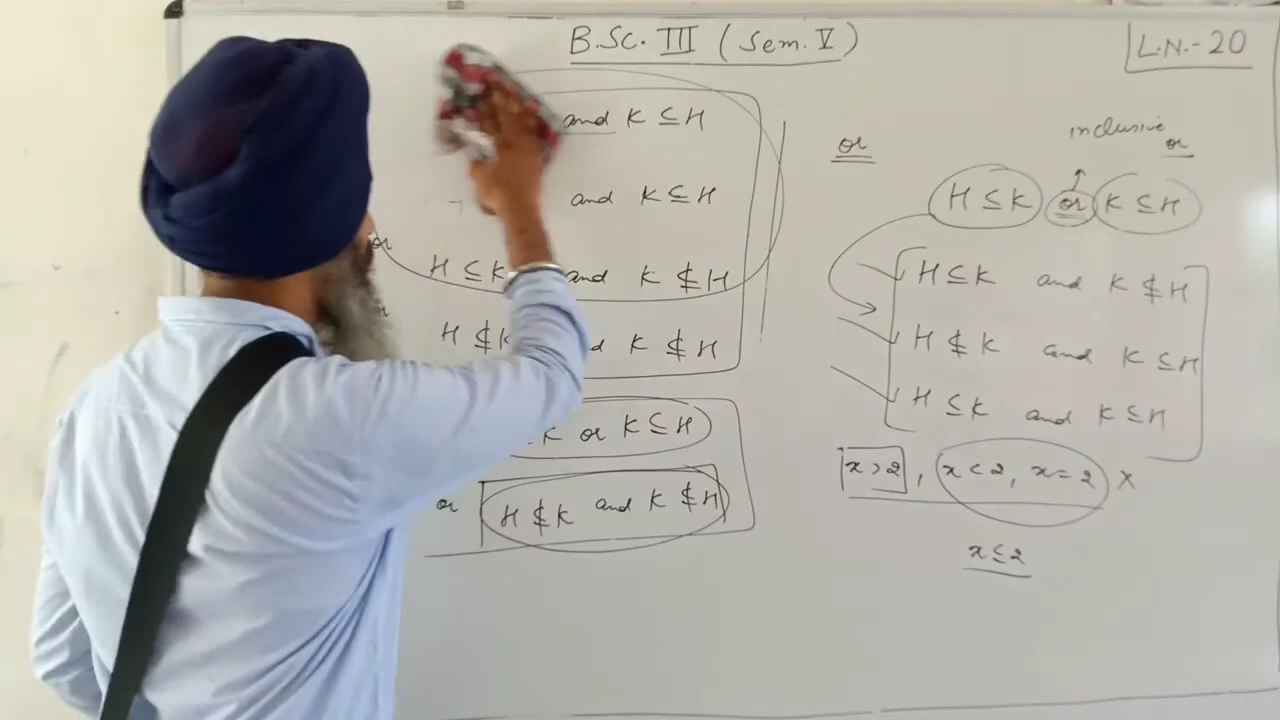 B.Sc. III (Sem. V)
L.N.-20
and K ⊆ H
and K ⊆ H
or H ⊆ K and K ⊈ H
H ⊈ K K ⊈ H
K or K ⊆ H
or H ⊈ K and K ⊈ H
or
inclusive or
H ⊆ K or K ⊆ H
H ⊆ K and K ⊈ H
H ⊈ K and K ⊆ H
H ⊆ K and K ⊆ H
x > 2, x < 2, x = 2 ×
x ≤ 2